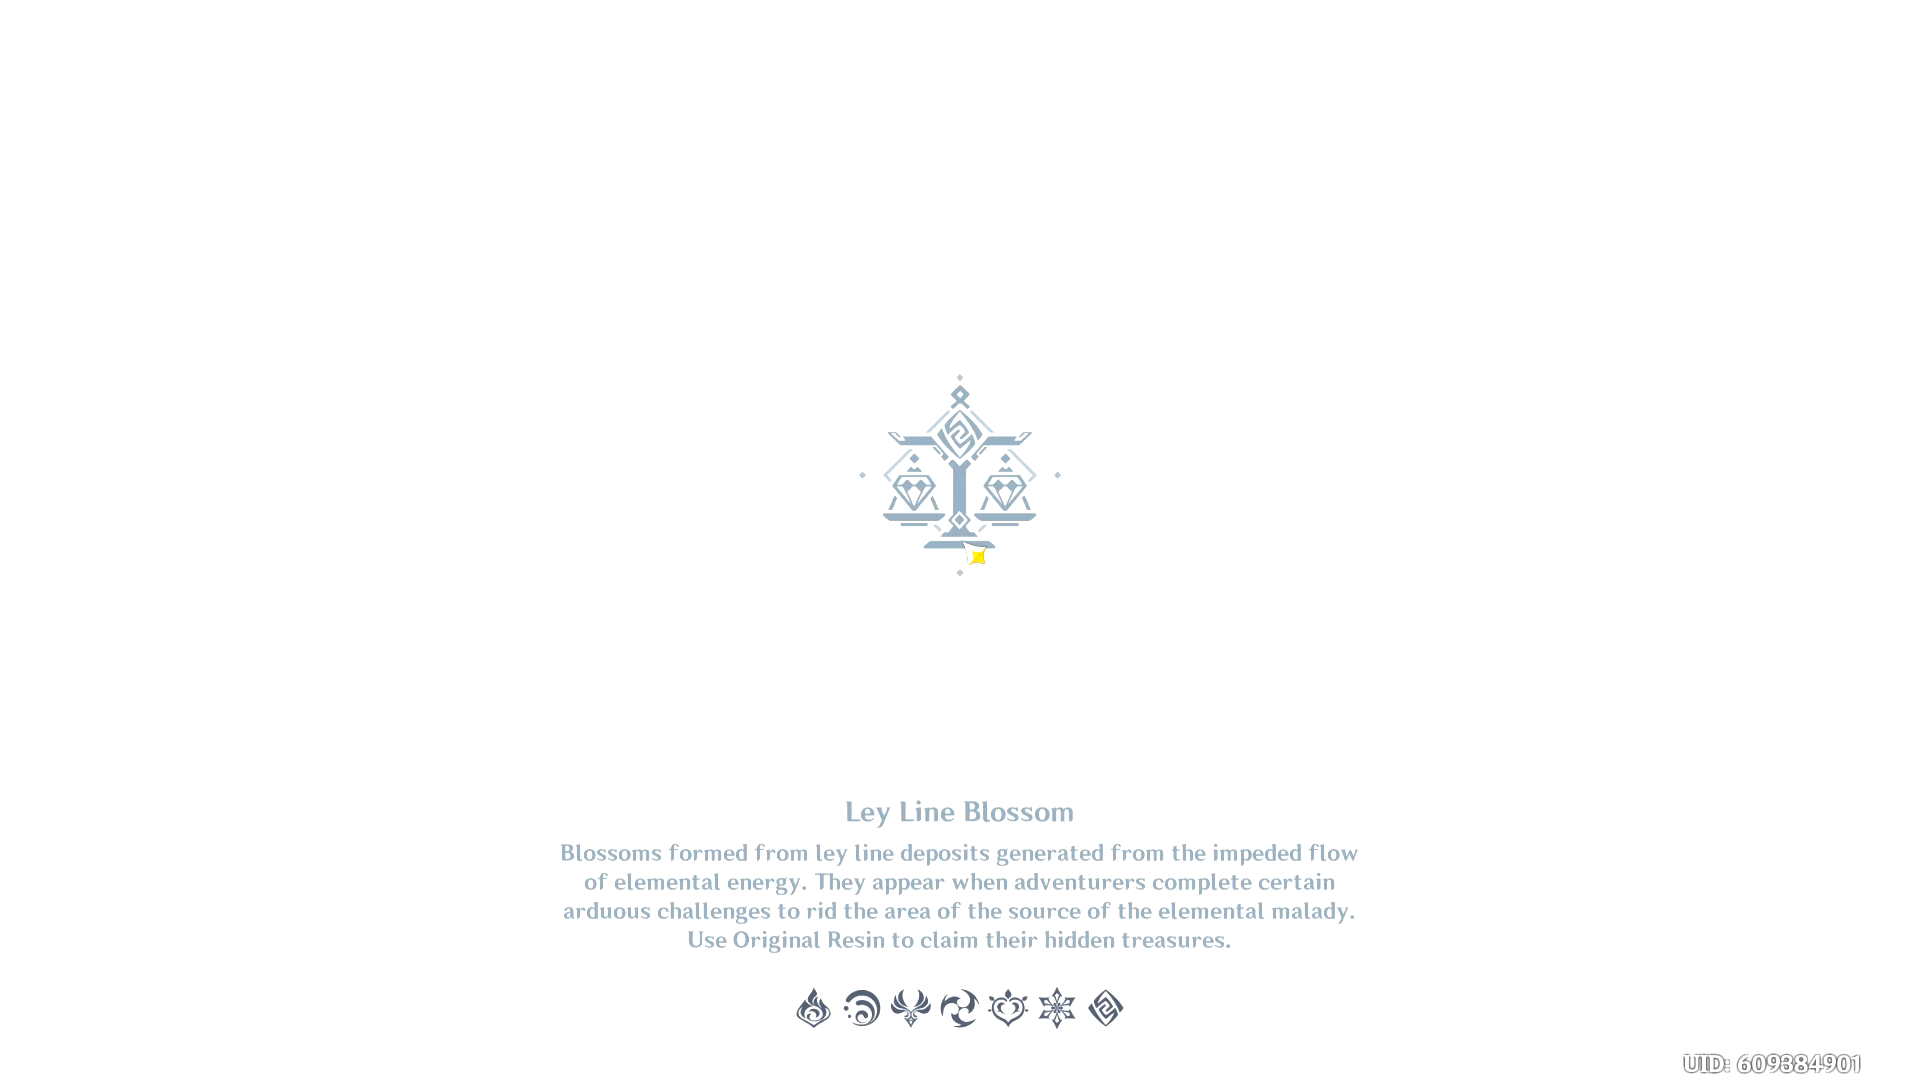 Ley Line Blossom
Blossoms formed from ley line deposits generated from the impeded flow
of elemental energy. They appear when adventurers complete certain
arduous challenges to rid the area of the source of the elemental malady.
Use Original Resin to claim their hidden treasures.
UID: 609384901